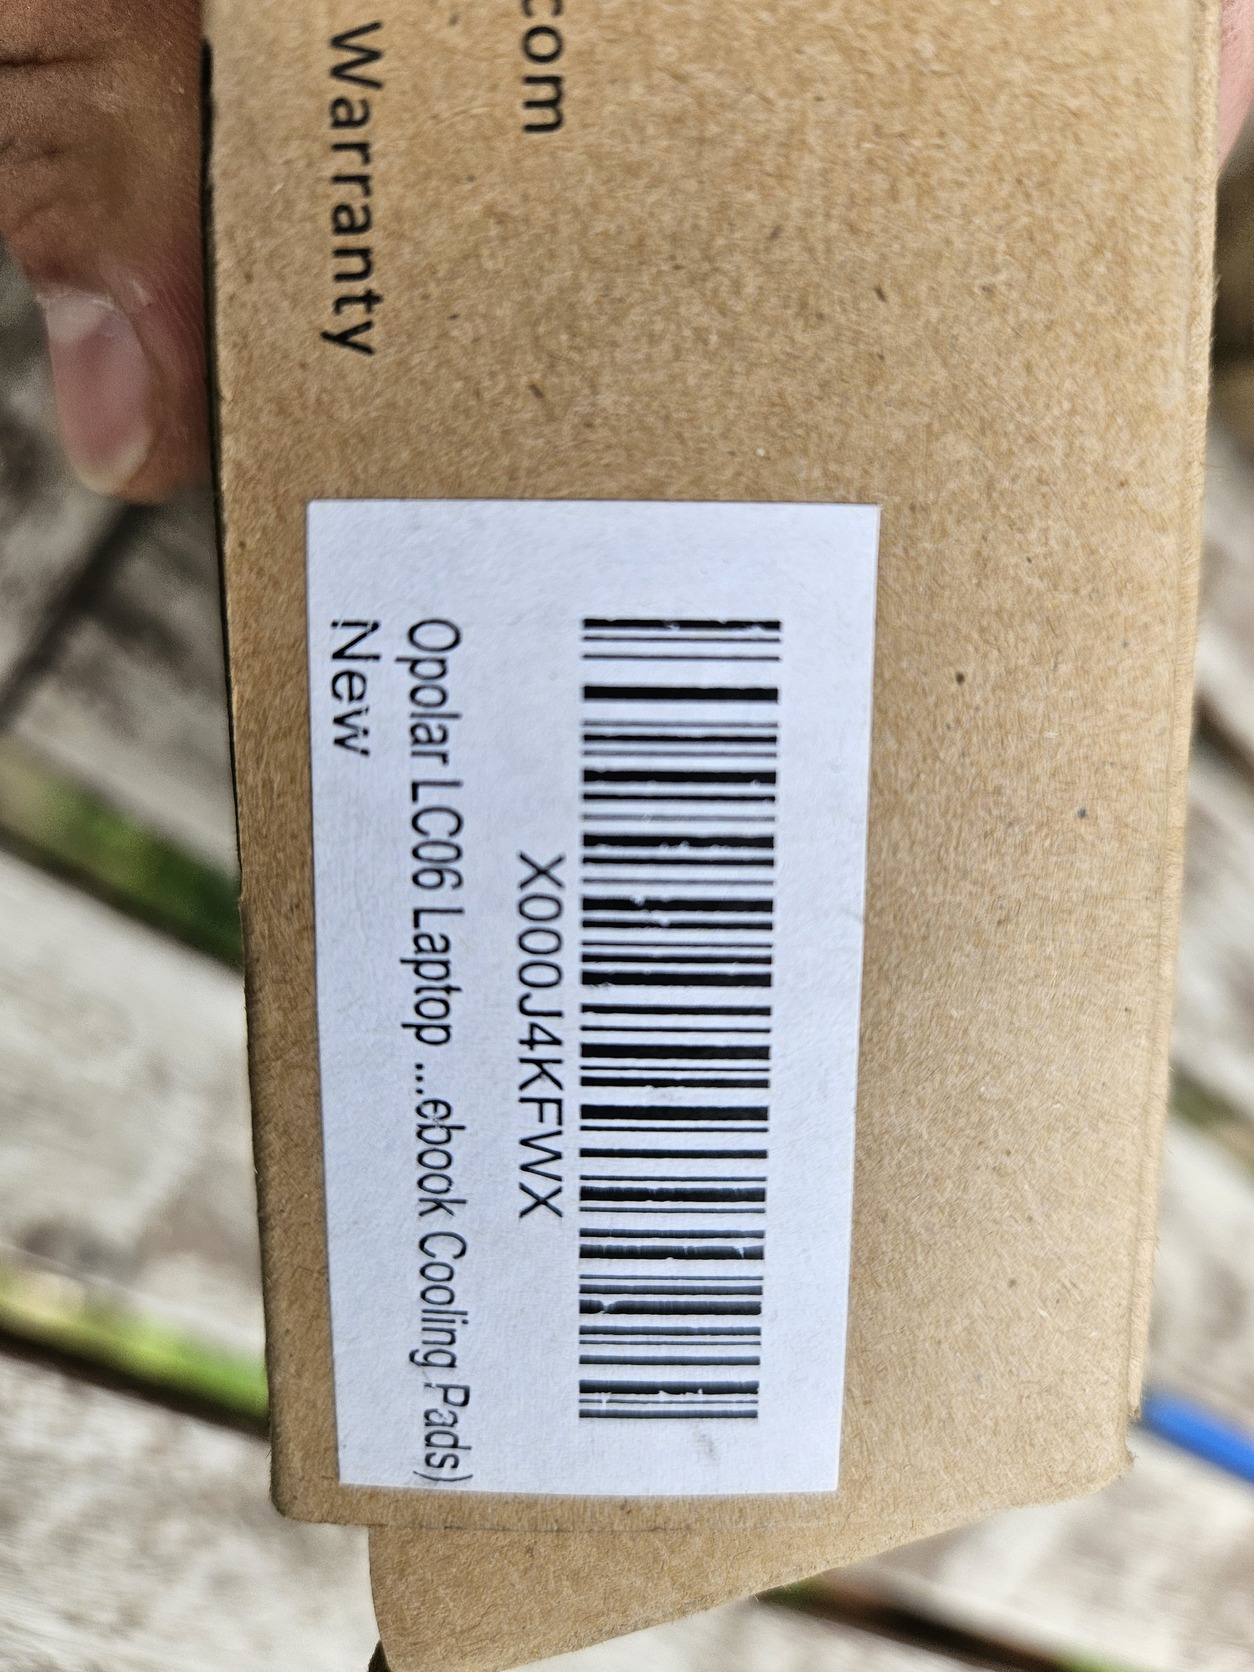 com
Warranty
X000J4KFWX
Opolar LC06 Laptop ...ebook Cooling Pads)
New